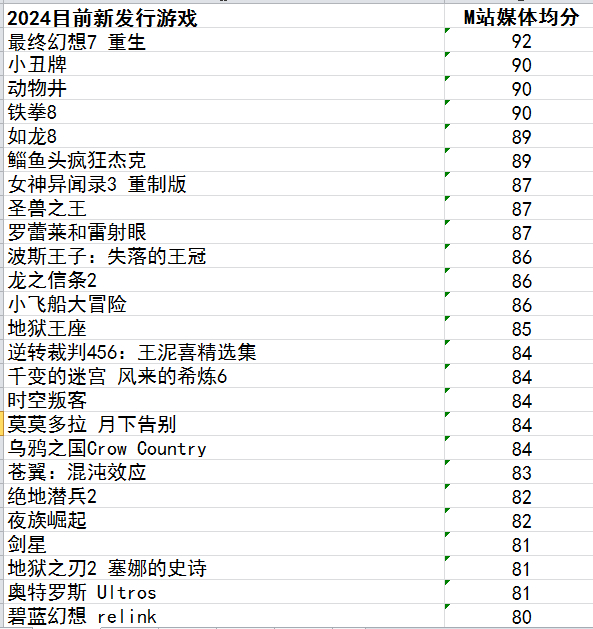 2024目前新发行游戏 M站媒体均分
最终幻想7 重生 92
小丑牌 90
动物井 90
铁拳8 90
如龙8 89
鲻鱼头疯狂杰克 89
女神异闻录3 重制版 87
圣兽之王 87
罗蕾莱和雷射眼 87
波斯王子：失落的王冠 86
龙之信条2 86
小飞船大冒险 86
地狱王座 85
逆转裁判456：王泥喜精选集 84
千变的迷宫 风来的希炼6 84
时空叛客 84
莫莫多拉 月下告别 84
乌鸦之国Crow Country 84
苍翼：混沌效应 83
绝地潜兵2 82
夜族崛起 82
剑星 81
地狱之刃2 塞娜的史诗 81
奥特罗斯 Ultros 81
碧蓝幻想 relink 80